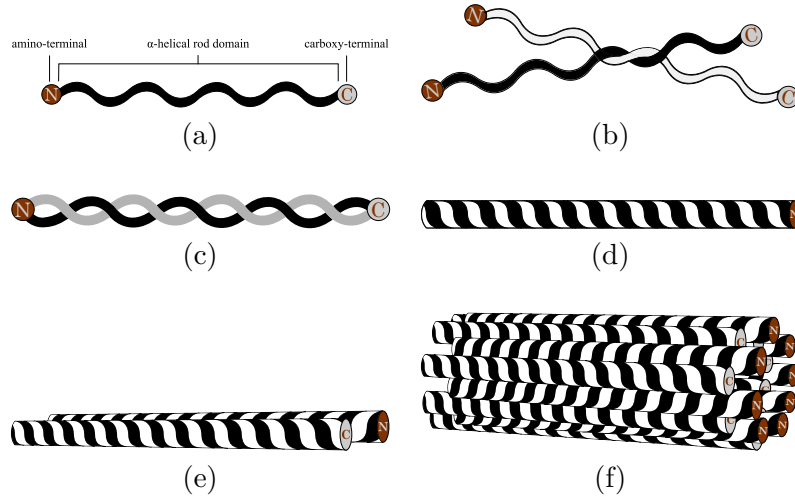 amino-terminal α-helical rod domain carboxy-terminal
N C
(a)
N C
N C
(b)
N C
(c)
N
(d)
C N
(e)
N
C
N
N
C
N
C
N
N
C
N
N
(f)